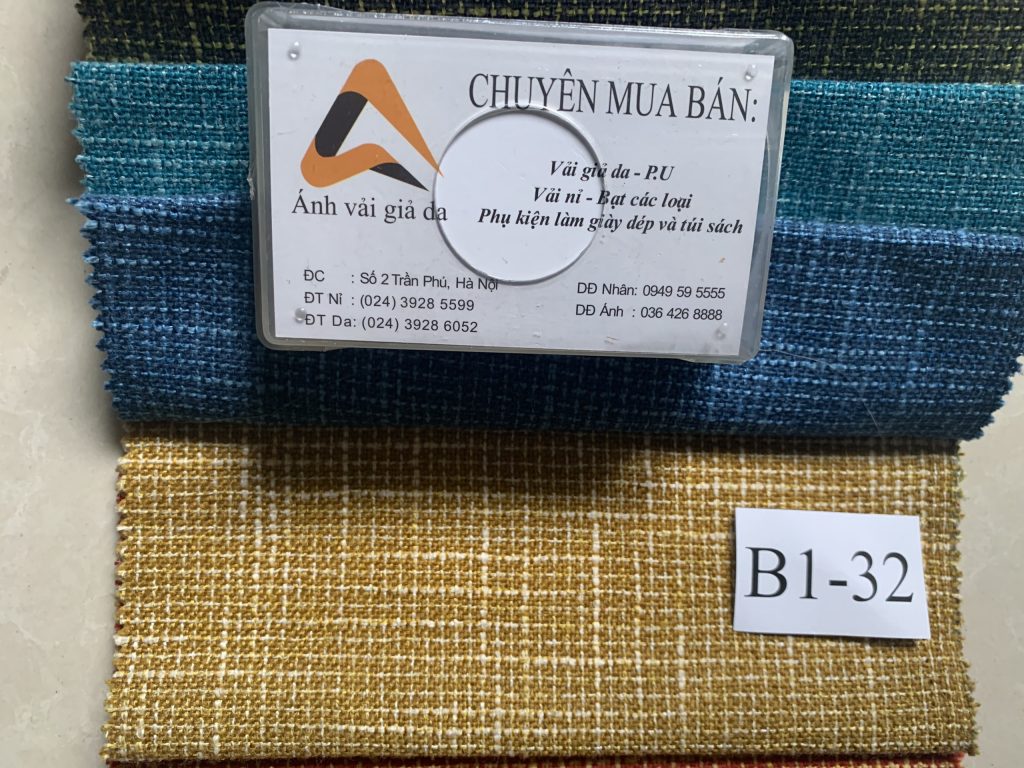 CHUYÊN MUA BÁN:
Vải giả da - P.U
Vải nỉ - Bạt các loại
Phụ kiện làm giày dép và túi sách
Ánh vải giả da
ĐC : Số 2 Trần Phú, Hà Nội
ĐT Nỉ : (024) 3928 5599
ĐT Da: (024) 3928 6052
DĐ Nhân: 0949 59 5555
DĐ Ánh : 036 426 8888
B1-32